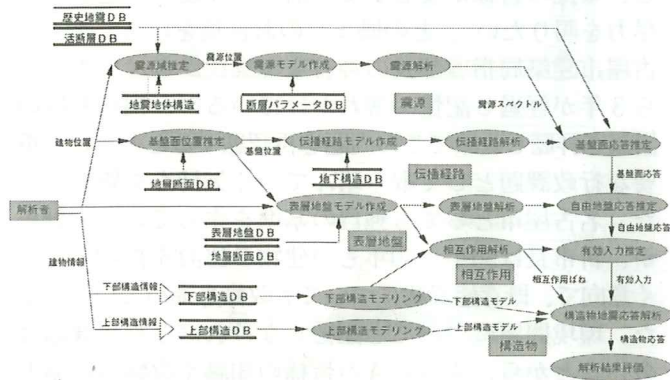 歴史地震DB
活断層DB
震源域推定
震源位置
震源モデル作成
震源解析
地震地体構造
断層パラメータDB
震源
震源スペクトル
建物位置
基盤面位置推定
基盤位置
伝播経路モデル作成
伝播経路解析
基盤面応答推定
伝播経路
基盤面応答
地層断面DB
地下構造DB
解析者
表層地盤モデル作成
表層地盤解析
自由地盤応答推定
表層地盤DB
表層地盤
自由地盤応答
地層断面DB
相互作用解析
有効入力推定
建物情報
相互作用
相互作用ばね
有効入力
下部構造情報
下部構造DB
下部構造モデリング
下部構造モデル
構造物地震応答解析
上部構造情報
上部構造DB
上部構造モデリング
上部構造モデル
構造物
構造物応答
解析結果評価